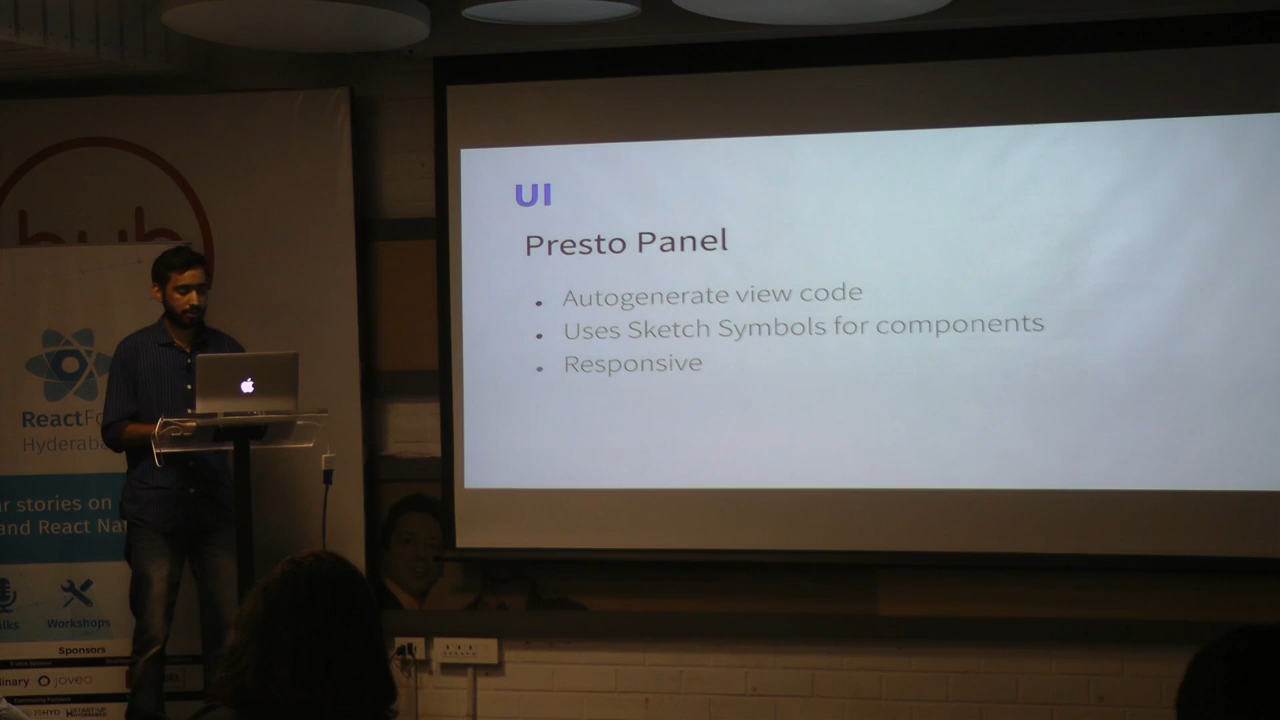 hub
ReactFo
Hyderaba
r stories on
and React Nat
lks
Workshops
Sponsors
inary
joveo
UI
Presto Panel
Autogenerate view code
Uses Sketch Symbols for components
Responsive